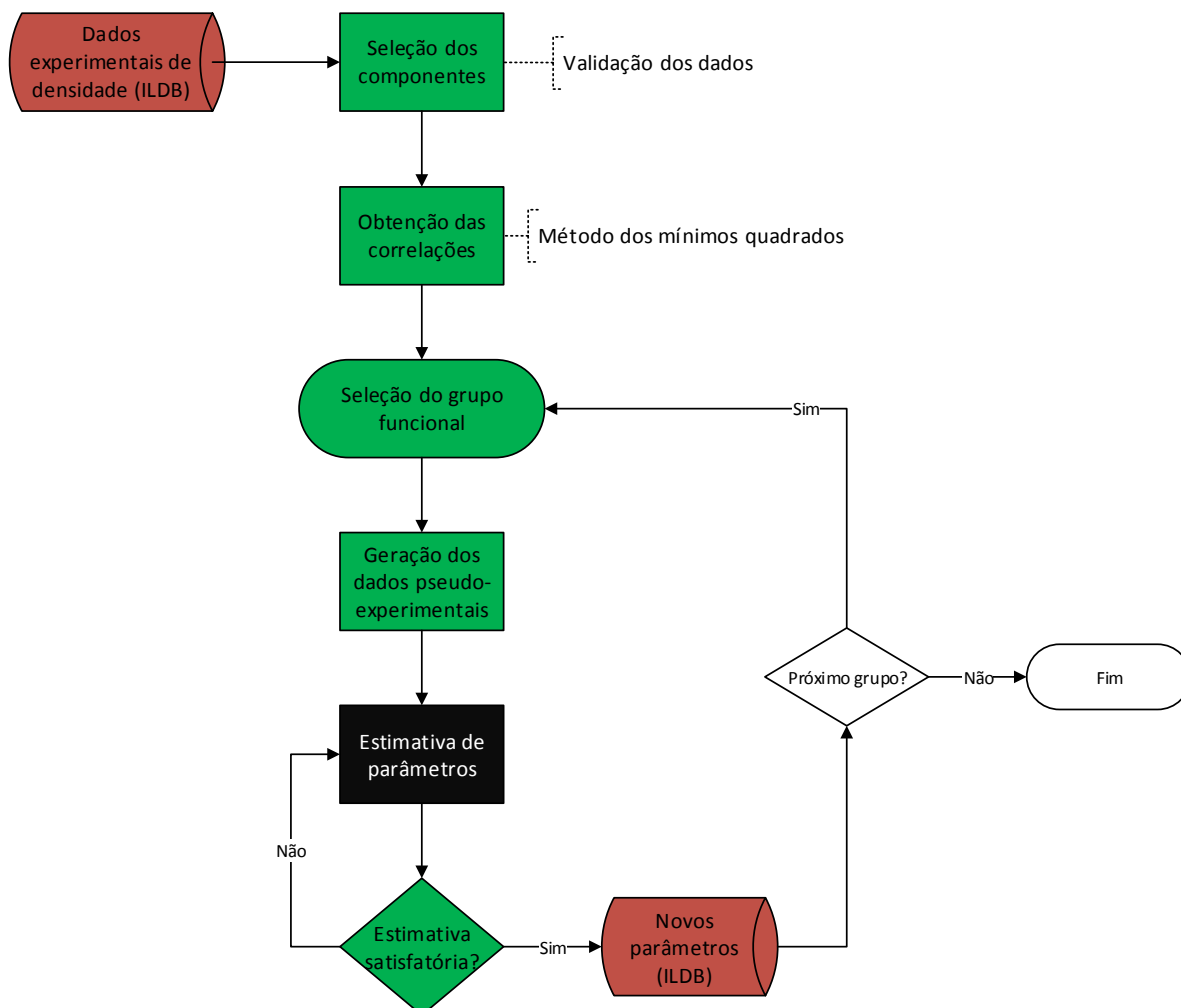 Dados
experimentais de
densidade (ILDB)
Seleção dos
componentes
Validação dos dados
Obtenção das
correlações
Método dos mínimos quadrados
Seleção do grupo
funcional
Sim
Geração dos
dados pseudo-
experimentais
Próximo grupo?
Não
Fim
Estimativa de
parâmetros
Não
Estimativa
satisfatória?
Sim
Novos
parâmetros
(ILDB)